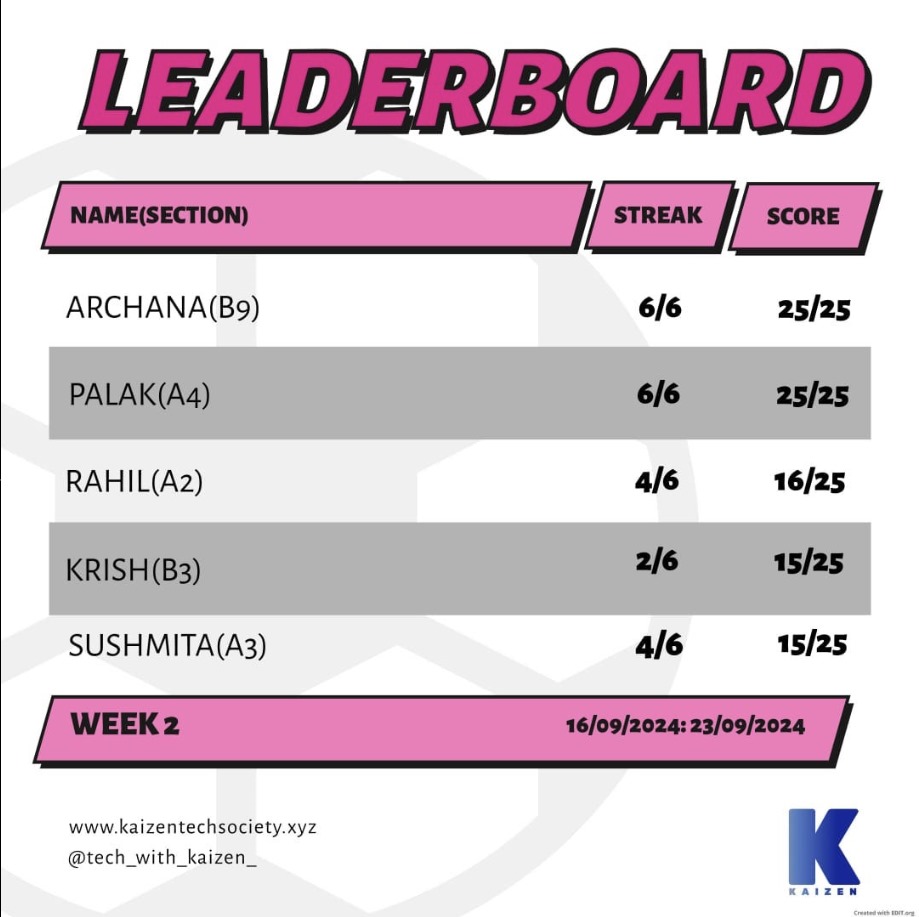 LEADERBOARD
NAME(SECTION) STREAK SCORE
ARCHANA(B9) 6/6 25/25
PALAK(A4) 6/6 25/25
RAHIL(A2) 4/6 16/25
KRISH(B3) 2/6 15/25
SUSHMITA(A3) 4/6 15/25
WEEK 2 16/09/2024: 23/09/2024
www.kaizentechsociety.xyz
@tech_with_kaizen_
K
KAIZEN
Created with EDIT.org